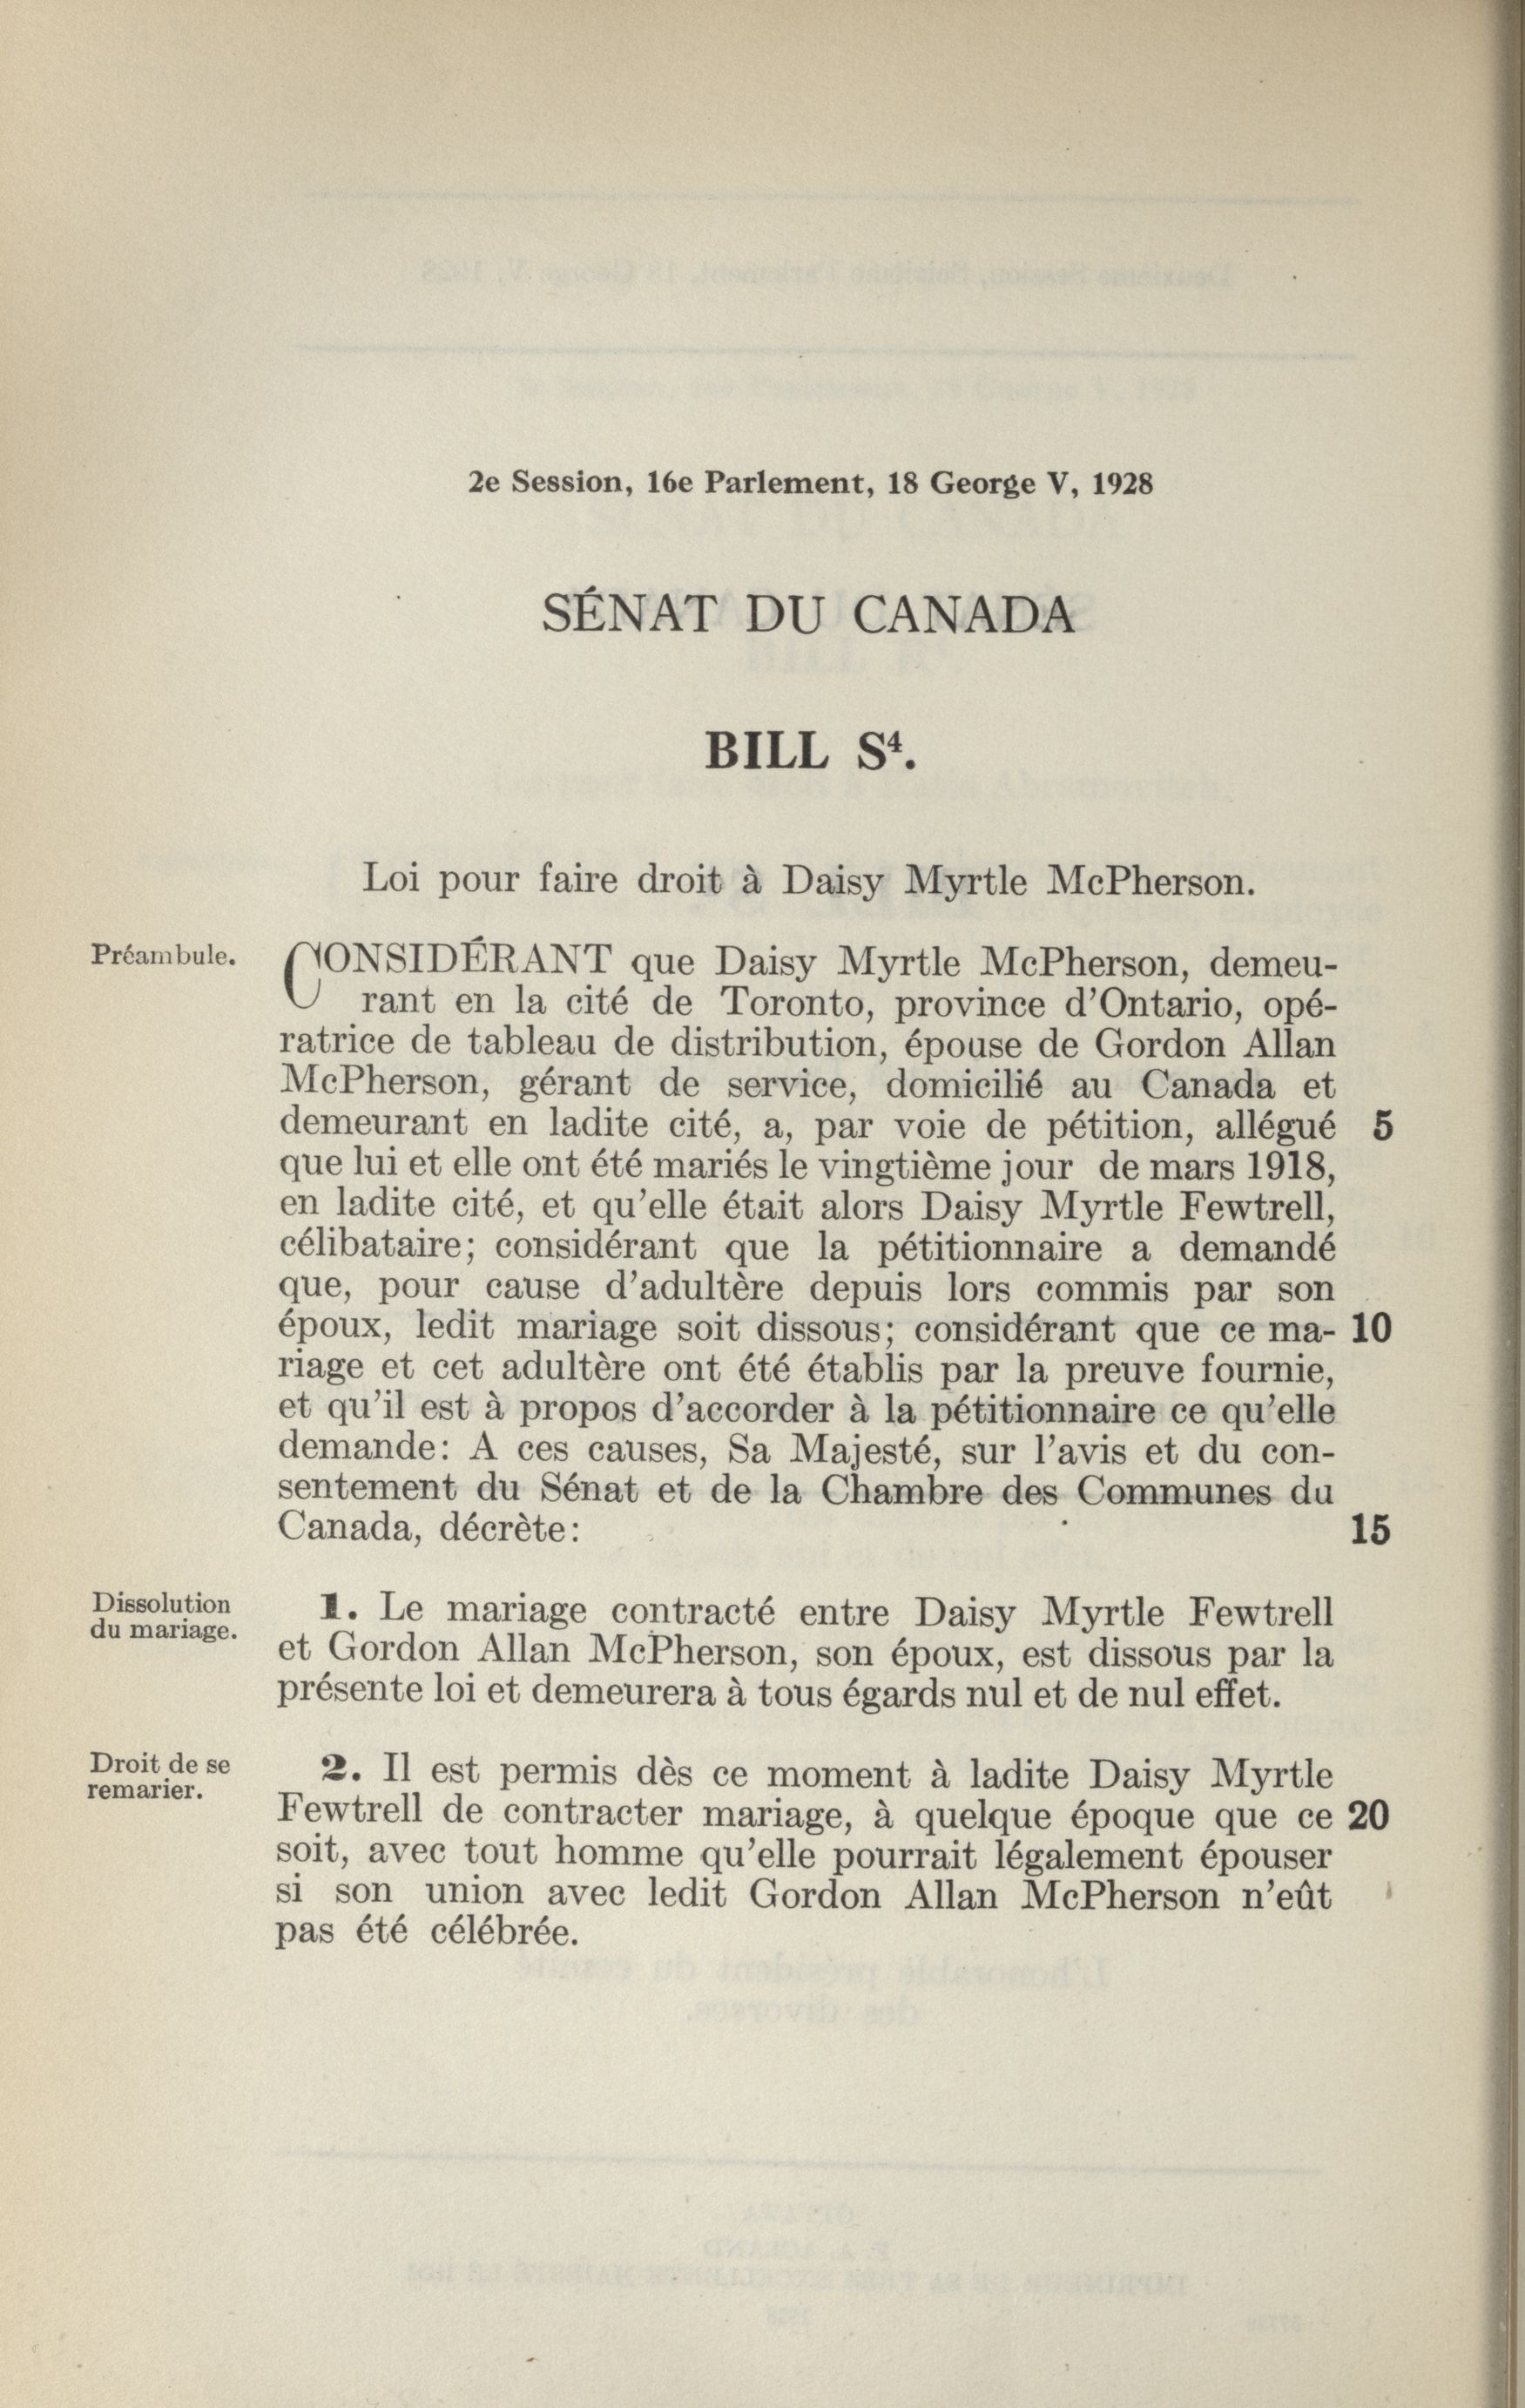 2e Session, 16e Parlement, 18 George V, 1928
SÉNAT DU CANADA
BILL S⁴.
Loi pour faire droit à Daisy Myrtle McPherson.
Préambule.
CONSIDÉRANT que Daisy Myrtle McPherson, demeu-
rant en la cité de Toronto, province d'Ontario, opé-
ratrice de tableau de distribution, épouse de Gordon Allan
McPherson, gérant de service, domicilié au Canada et
demeurant en ladite cité, a, par voie de pétition, allégué 5
que lui et elle ont été mariés le vingtième jour de mars 1918,
en ladite cité, et qu'elle était alors Daisy Myrtle Fewtrell,
célibataire; considérant que la pétitionnaire a demandé
que, pour cause d'adultère depuis lors commis par son
époux, ledit mariage soit dissous; considérant que ce ma- 10
riage et cet adultère ont été établis par la preuve fournie,
et qu'il est à propos d'accorder à la pétitionnaire ce qu'elle
demande: A ces causes, Sa Majesté, sur l'avis et du con-
sentement du Sénat et de la Chambre des Communes du
Canada, décrète: 15
Dissolution
du mariage.
1. Le mariage contracté entre Daisy Myrtle Fewtrell
et Gordon Allan McPherson, son époux, est dissous par la
présente loi et demeurera à tous égards nul et de nul effet.
Droit de se
remarier.
2. Il est permis dès ce moment à ladite Daisy Myrtle
Fewtrell de contracter mariage, à quelque époque que ce 20
soit, avec tout homme qu'elle pourrait légalement épouser
si son union avec ledit Gordon Allan McPherson n'eût
pas été célébrée.